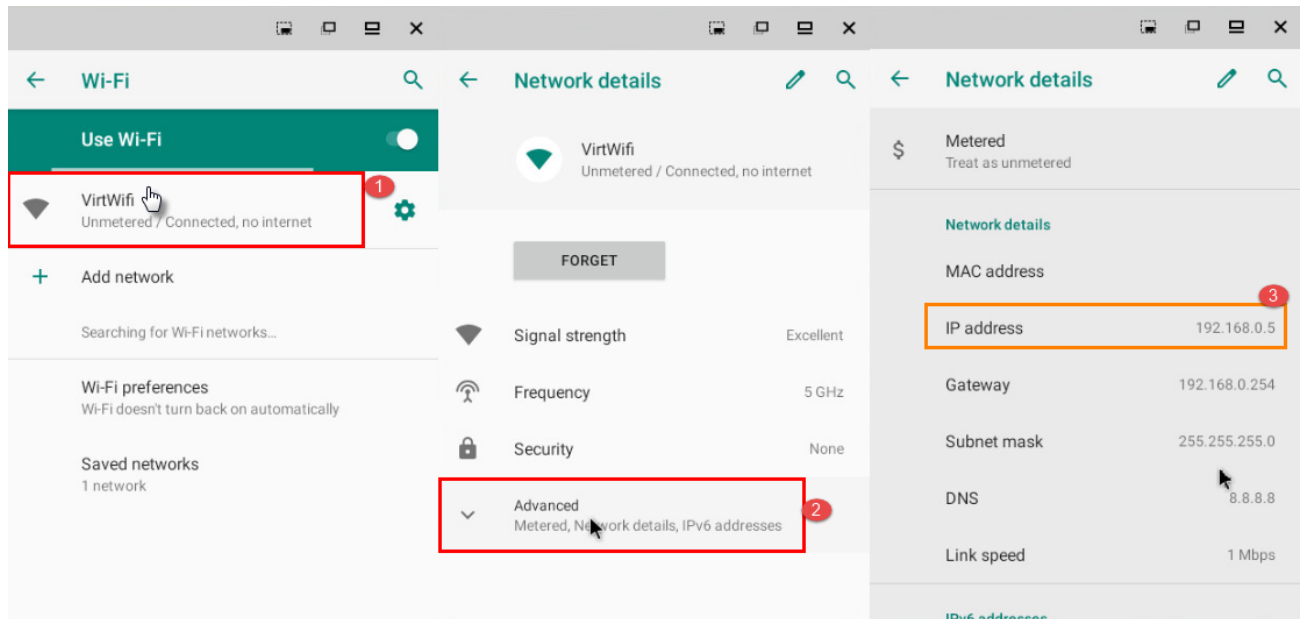 Wi-Fi
Use Wi-Fi
VirtWifi
Unmetered / Connected, no internet
1
Add network
Searching for Wi-Fi networks...
Wi-Fi preferences
Wi-Fi doesn't turn back on automatically
Saved networks
1 network
Network details
VirtWifi
Unmetered / Connected, no internet
FORGET
Signal strength Excellent
Frequency 5 GHz
Security None
Advanced
Metered, Network details, IPv6 addresses
2
Network details
$
Metered
Treat as unmetered
Network details
MAC address
3
IP address 192.168.0.5
Gateway 192.168.0.254
Subnet mask 255.255.255.0
DNS 8.8.8.8
Link speed 1 Mbps
IPv6 addresses